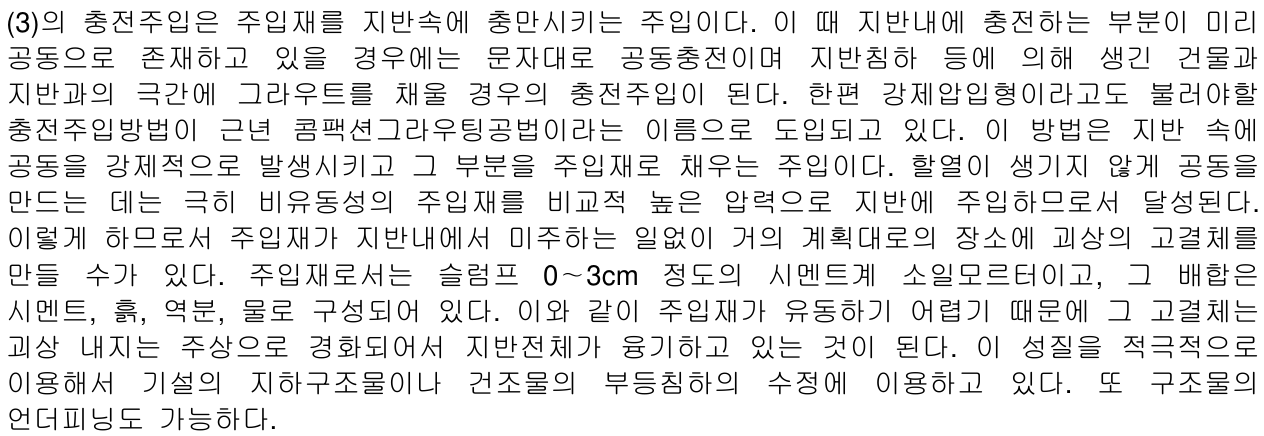 (3)의 충전주입은 주입재를 지반속에 충만시키는 주입이다. 이 때 지반내에 충전하는 부분이 미리
공동으로 존재하고 있을 경우에는 문자대로 공동충전이며 지반침하 등에 의해 생긴 건물과
지반과의 극간에 그라우트를 채울 경우의 충전주입이 된다. 한편 강제압입형이라고도 불러야할
충전주입방법이 근년 콤팩션그라우팅공법이라는 이름으로 도입되고 있다. 이 방법은 지반 속에
공동을 강제적으로 발생시키고 그 부분을 주입재로 채우는 주입이다. 할열이 생기지 않게 공동을
만드는 데는 극히 비유동성의 주입재를 비교적 높은 압력으로 지반에 주입하므로서 달성된다.
이렇게 하므로서 주입재가 지반내에서 미주하는 일없이 거의 계획대로의 장소에 괴상의 고결체를
만들 수가 있다. 주입재로서는 슬럼프 0～3cm 정도의 시멘트계 소일모르터이고, 그 배합은
시멘트, 흙, 역분, 물로 구성되어 있다. 이와 같이 주입재가 유동하기 어렵기 때문에 그 고결체는
괴상 내지는 주상으로 경화되어서 지반전체가 융기하고 있는 것이 된다. 이 성질을 적극적으로
이용해서 기설의 지하구조물이나 건조물의 부등침하의 수정에 이용하고 있다. 또 구조물의
언더피닝도 가능하다.